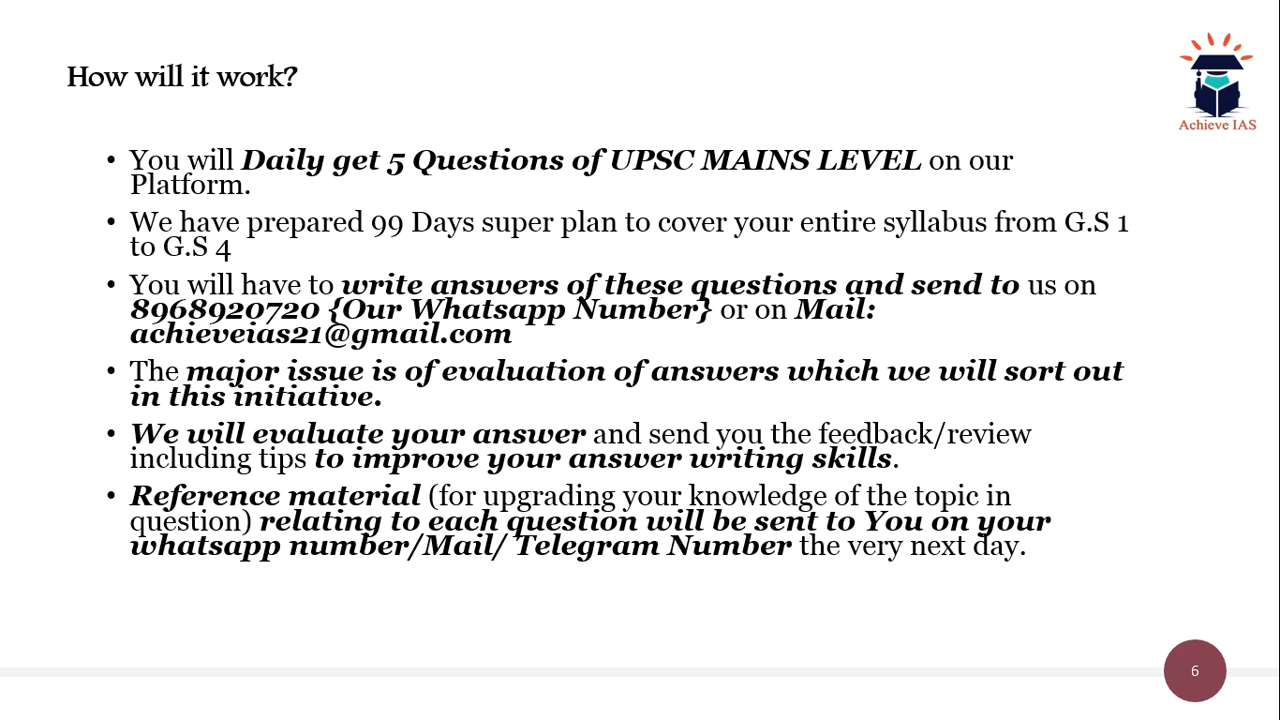 How will it work?
Achieve IAS
• You will Daily get 5 Questions of UPSC MAINS LEVEL on our
Platform.
• We have prepared 99 Days super plan to cover your entire syllabus from G.S 1
to G.S 4
• You will have to write answers of these questions and send to us on
8968920720 {Our Whatsapp Number} or on Mail:
achieveias21@gmail.com
• The major issue is of evaluation of answers which we will sort out
in this initiative.
• We will evaluate your answer and send you the feedback/review
including tips to improve your answer writing skills.
• Reference material (for upgrading your knowledge of the topic in
question) relating to each question will be sent to You on your
whatsapp number/Mail/ Telegram Number the very next day.
6